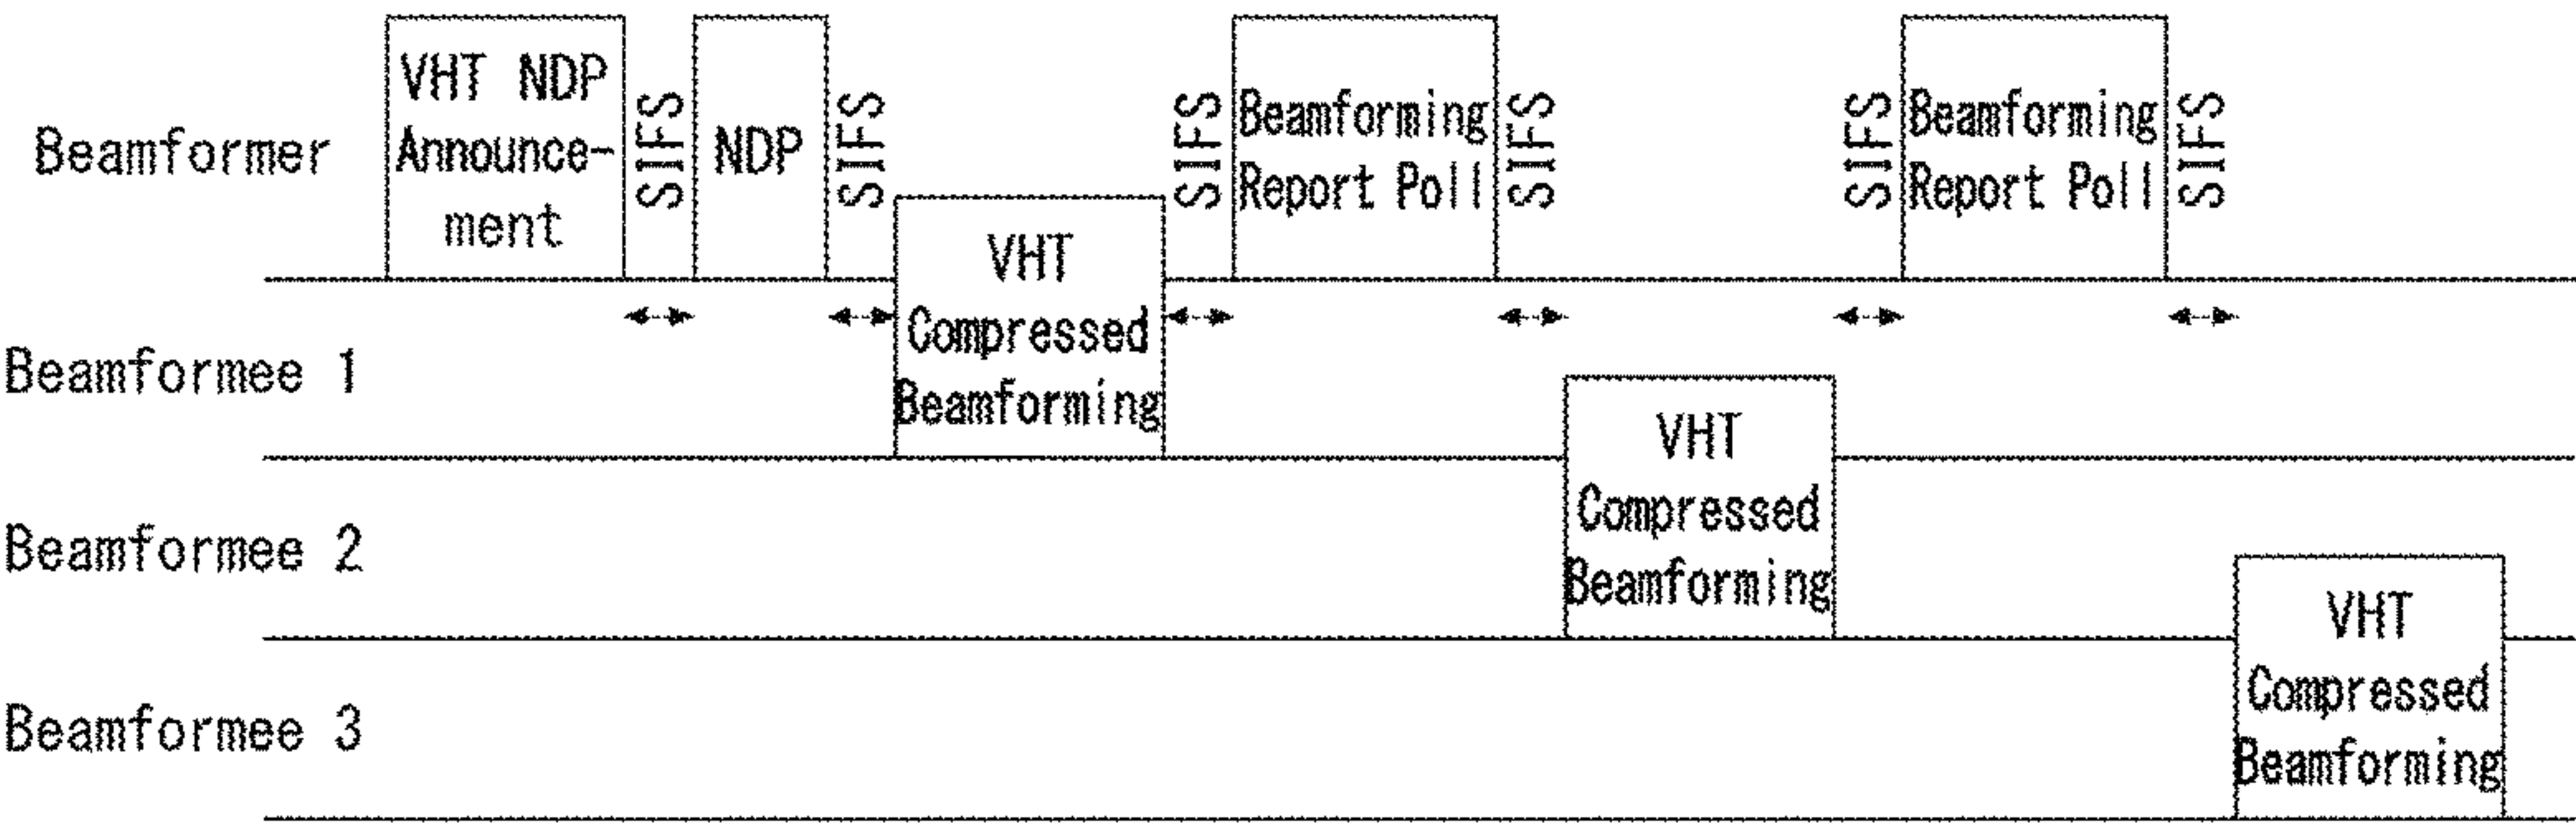 Beamformer
VHT NDP
Announce-
ment
SIFS
NDP
SIFS
SIFS
Beamforming
Report Poll
SIFS
SIFS
Beamforming
Report Poll
SIFS
Beamformee 1
VHT
Compressed
Beamforming
Beamformee 2
VHT
Compressed
Beamforming
Beamformee 3
VHT
Compressed
Beamforming